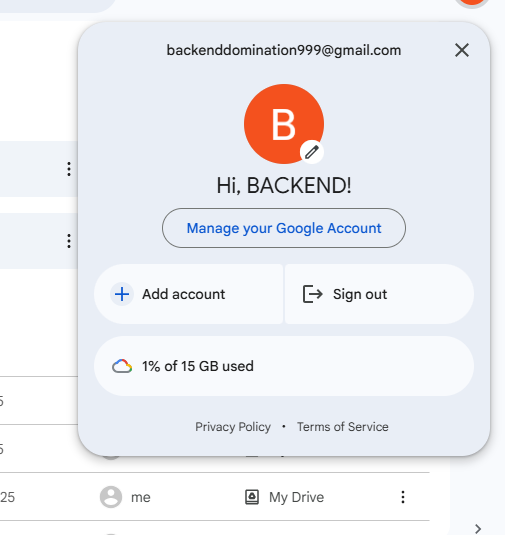 backenddomination999@gmail.com
B
Hi, BACKEND!
Manage your Google Account
Add account
Sign out
1% of 15 GB used
Privacy Policy • Terms of Service
5
5
25 me My Drive